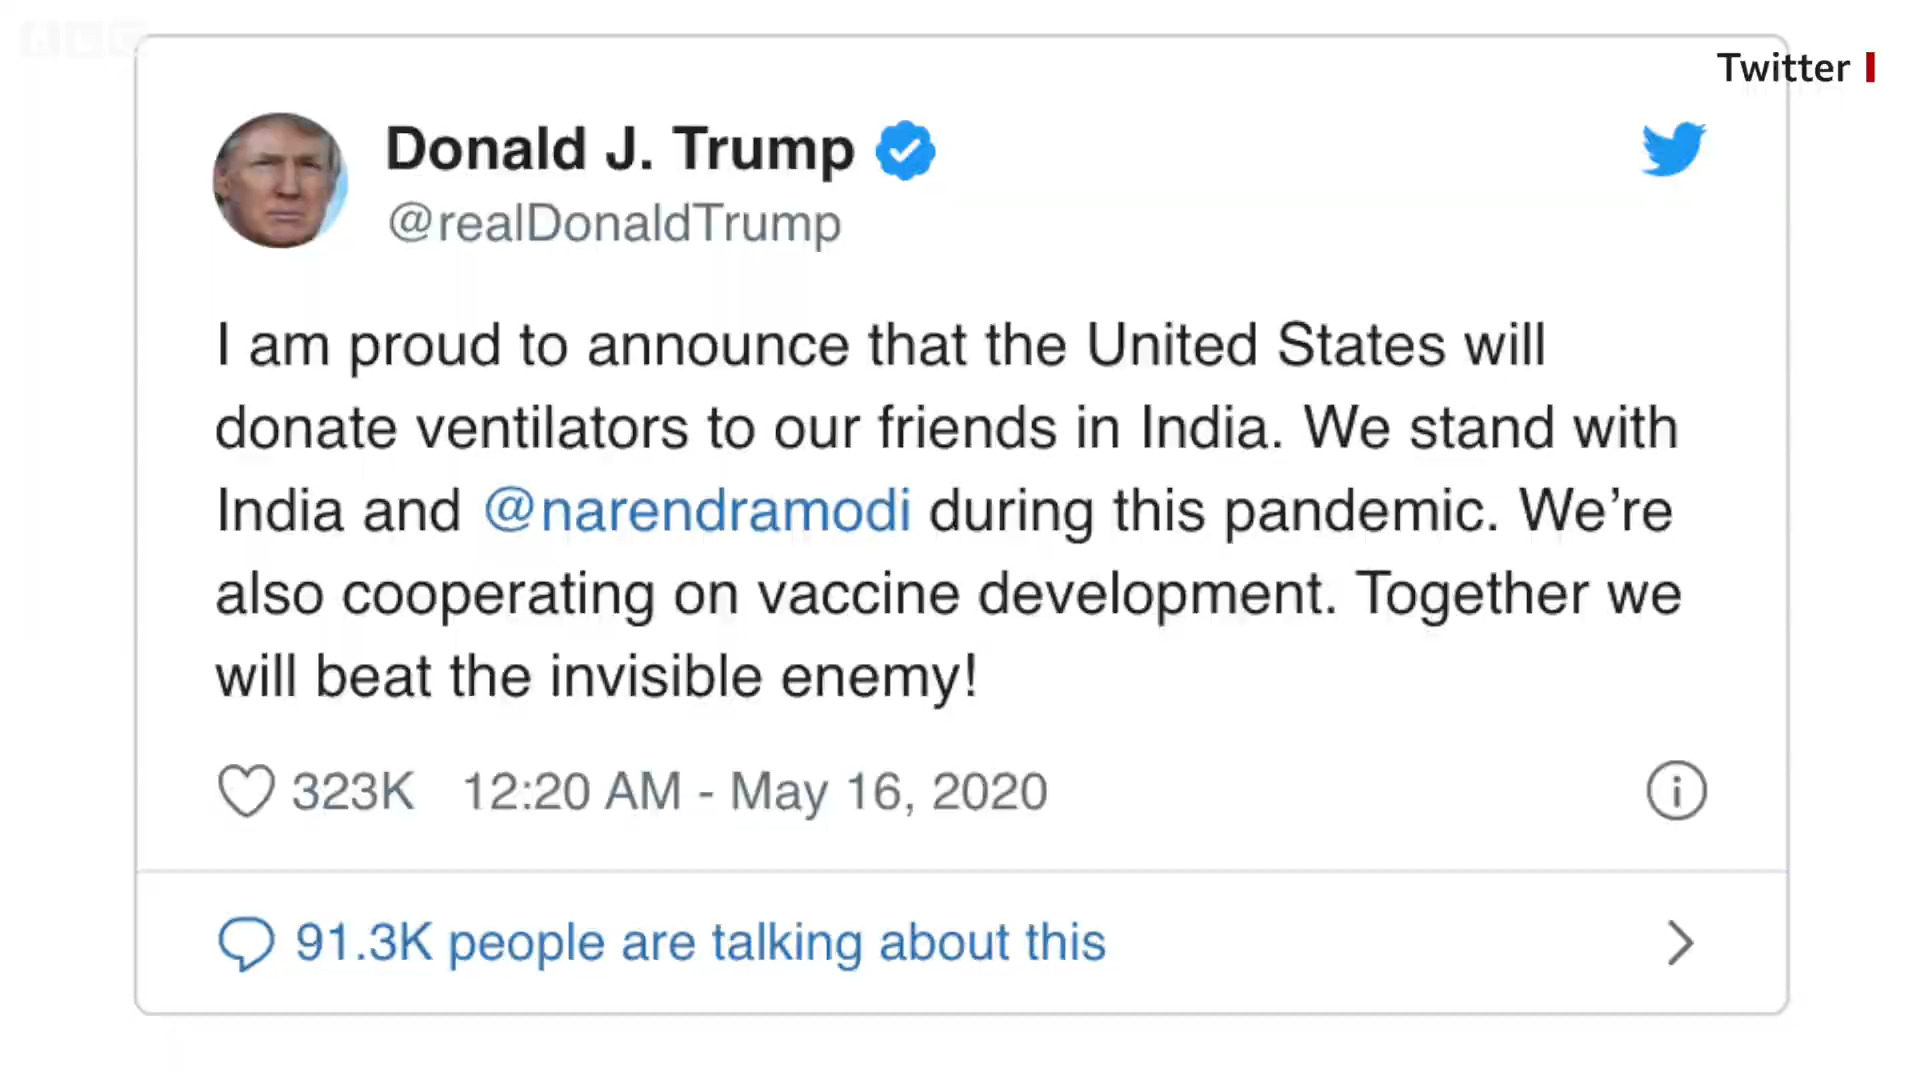 Twitter
Donald J. Trump
@realDonaldTrump
I am proud to announce that the United States will
donate ventilators to our friends in India. We stand with
India and @narendramodi during this pandemic. We’re
also cooperating on vaccine development. Together we
will beat the invisible enemy!
323K 12:20 AM - May 16, 2020
91.3K people are talking about this